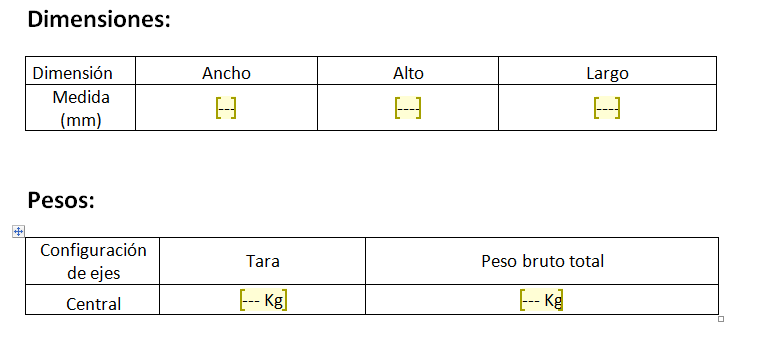 Dimensiones:
Dimensión Ancho Alto Largo
Medida
(mm) [---] [----] [----]
Pesos:
Configuración
de ejes Tara Peso bruto total
Central [--- Kg] [--- Kg]